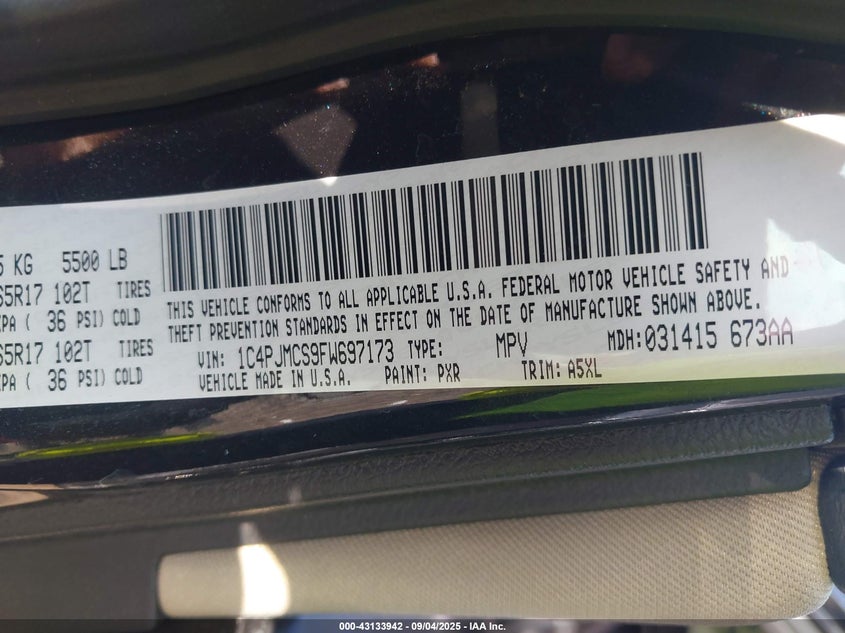 5 KG 5500 LB
65R17 102T TIRES
KPA ( 36 PSI) COLD
65R17 102T TIRES
KPA ( 36 PSI) COLD
THIS VEHICLE CONFORMS TO ALL APPLICABLE U.S.A. FEDERAL MOTOR VEHICLE SAFETY AND
THEFT PREVENTION STANDARDS IN EFFECT ON THE DATE OF MANUFACTURE SHOWN ABOVE.
VIN: 1C4PJMCS9FW697173 TYPE: MPV MDH:031415 673AA
VEHICLE MADE IN U.S.A. PAINT: PXR TRIM: A5XL
000-43133942 - 09/04/2025 - IAA Inc.